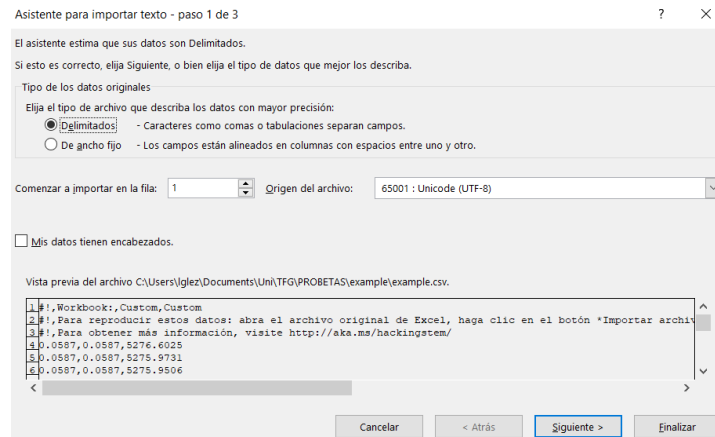 Asistente para importar texto - paso 1 de 3 ? ×
El asistente estima que sus datos son Delimitados.
Si esto es correcto, elija Siguiente, o bien elija el tipo de datos que mejor los describa.
Tipo de los datos originales
Elija el tipo de archivo que describa los datos con mayor precisión:
Delimitados - Caracteres como comas o tabulaciones separan campos.
De ancho fijo - Los campos están alineados en columnas con espacios entre uno y otro.
Comenzar a importar en la fila: 1 Origen del archivo: 65001 : Unicode (UTF-8)
Mis datos tienen encabezados.
Vista previa del archivo C:\Users\lglez\Documents\Uni\TFG\PROBETAS\example\example.csv.
1 #!,Workbook:,Custom,Custom
2 #!,Para reproducir estos datos: abra el archivo original de Excel, haga clic en el botón *Importar archiv
3 #!,Para obtener más información, visite http://aka.ms/hackingstem/
4 0.0587,0.0587,5276.6025
5 0.0587,0.0587,5275.9731
6 0.0587,0.0587,5275.9506
Cancelar < Atrás Siguiente > Finalizar